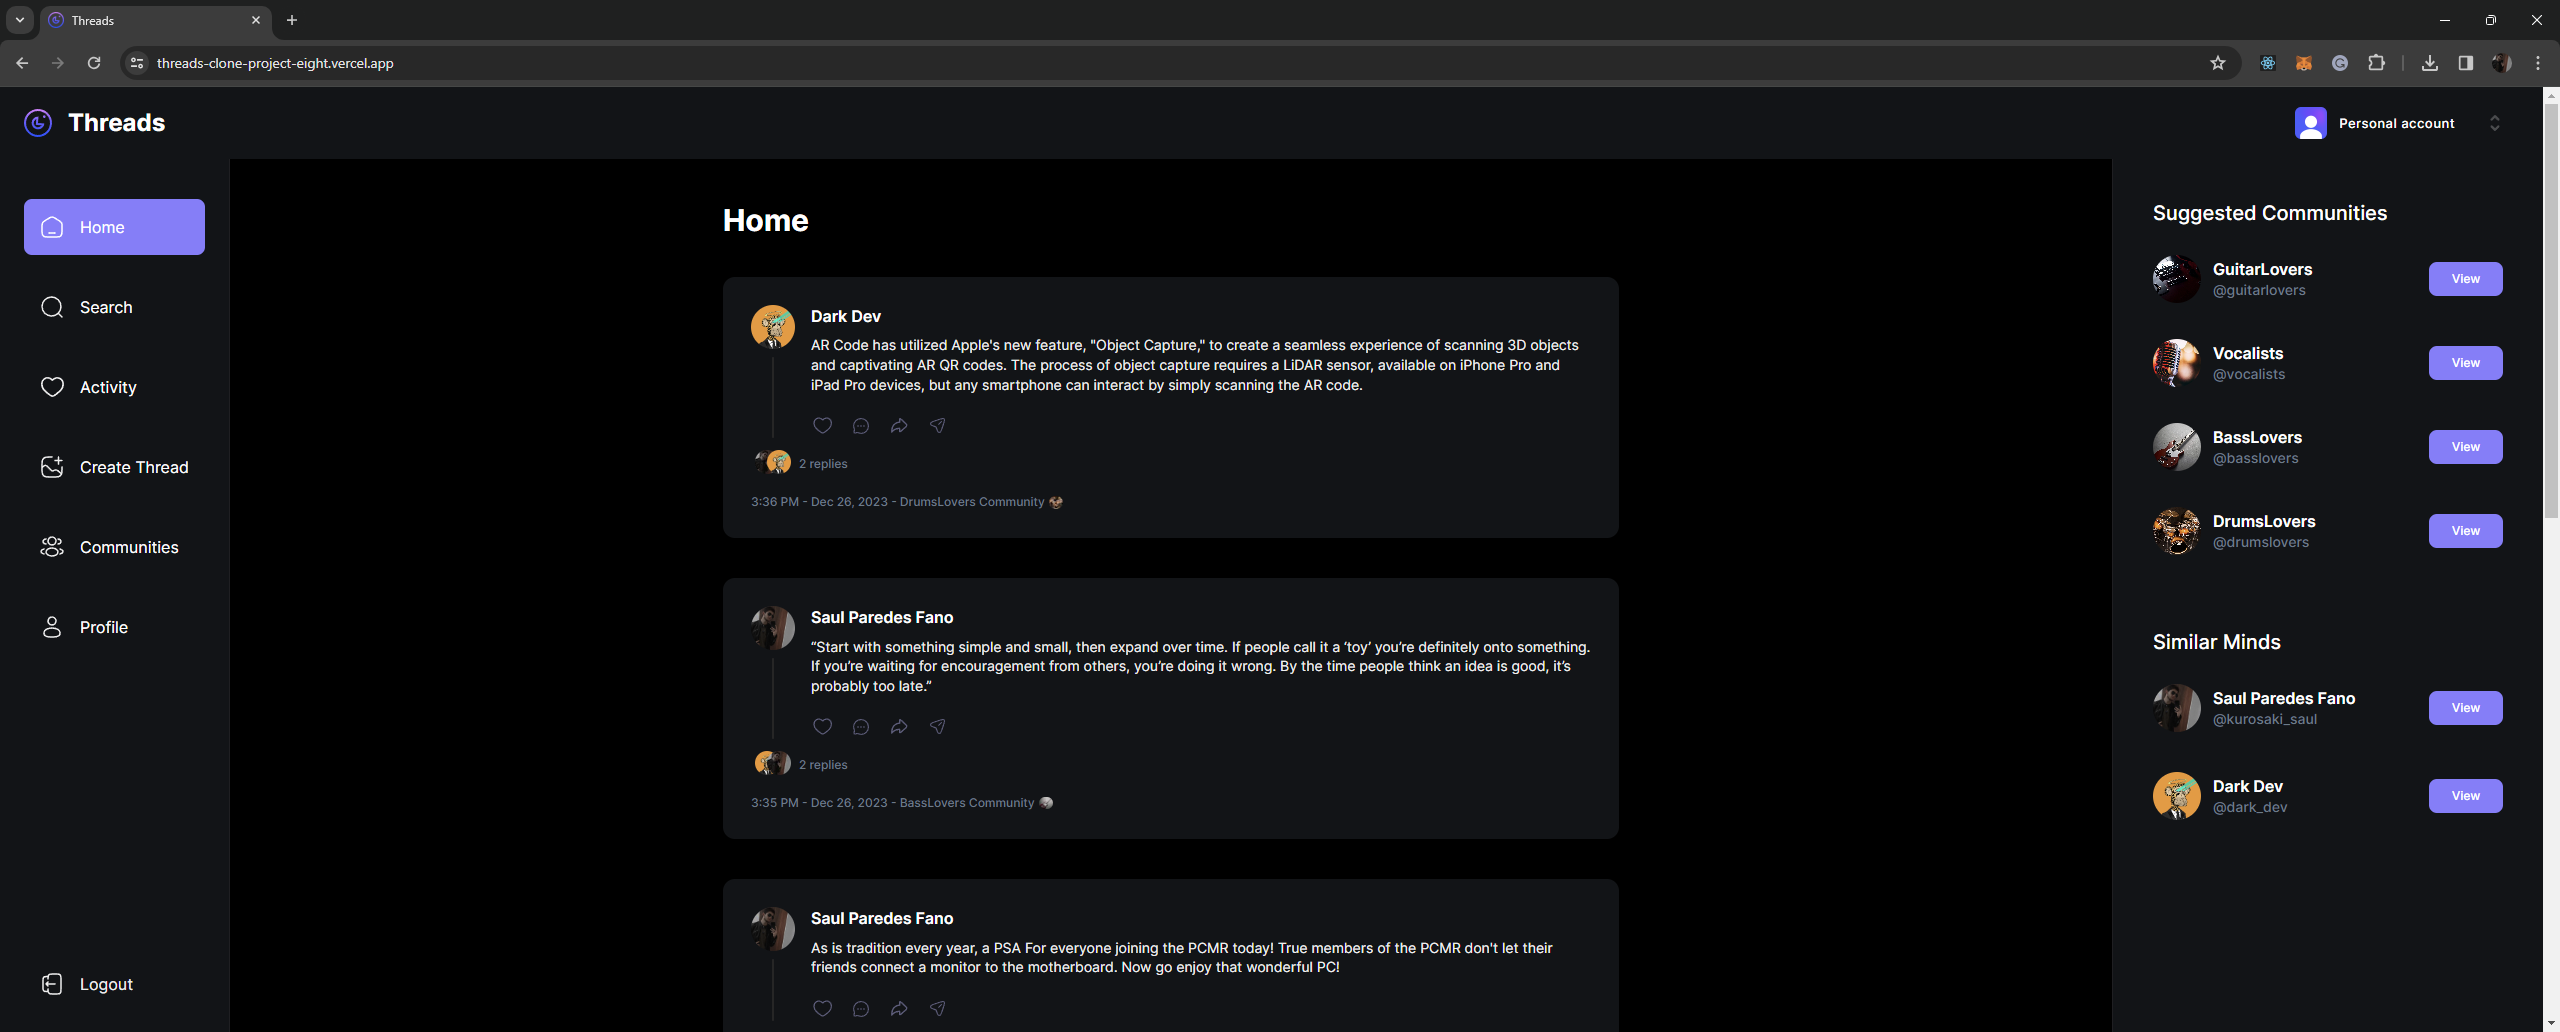 Threads
threads-clone-project-eight.vercel.app
Threads
Personal account
Home
Search
Activity
Create Thread
Communities
Profile
Logout
Home
Dark Dev
AR Code has utilized Apple's new feature, "Object Capture," to create a seamless experience of scanning 3D objects
and captivating AR QR codes. The process of object capture requires a LiDAR sensor, available on iPhone Pro and
iPad Pro devices, but any smartphone can interact by simply scanning the AR code.
2 replies
3:36 PM - Dec 26, 2023 - DrumsLovers Community
Saul Paredes Fano
“Start with something simple and small, then expand over time. If people call it a ‘toy’ you’re definitely onto something.
If you’re waiting for encouragement from others, you’re doing it wrong. By the time people think an idea is good, it’s
probably too late.”
2 replies
3:35 PM - Dec 26, 2023 - BassLovers Community
Saul Paredes Fano
As is tradition every year, a PSA For everyone joining the PCMR today! True members of the PCMR don't let their
friends connect a monitor to the motherboard. Now go enjoy that wonderful PC!
Suggested Communities
GuitarLovers
@guitarlovers
View
Vocalists
@vocalists
View
BassLovers
@basslovers
View
DrumsLovers
@drumslovers
View
Similar Minds
Saul Paredes Fano
@kurosaki_saul
View
Dark Dev
@dark_dev
View